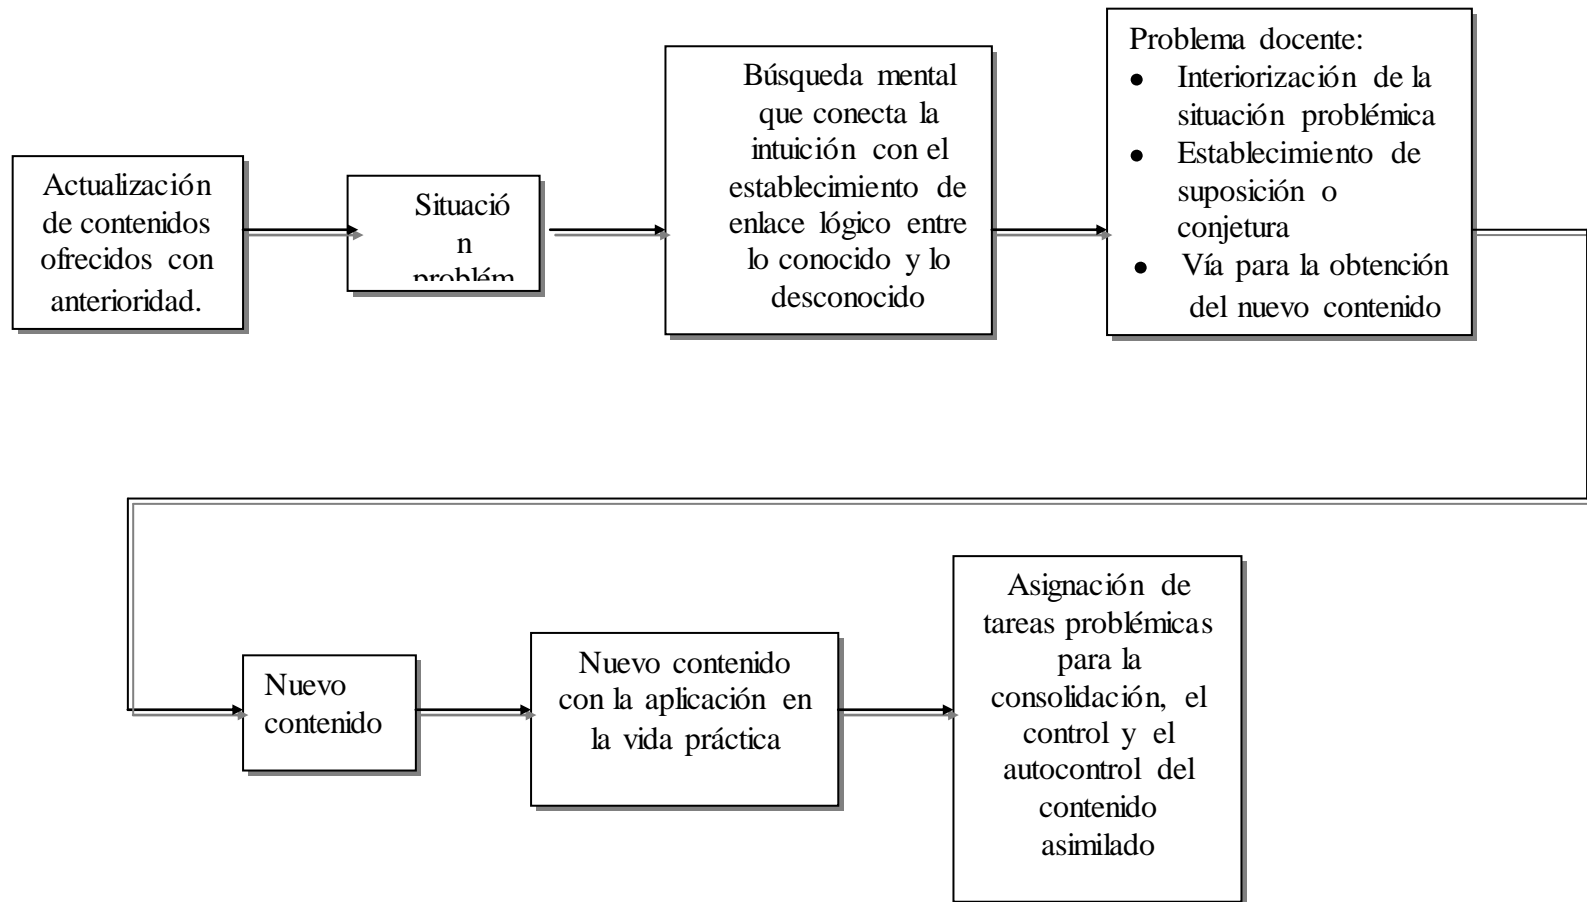 Actualización
de contenidos
ofrecidos con
anterioridad.
Situació
n
problém
Búsqueda mental
que conecta la
intuición con el
establecimiento de
enlace lógico entre
lo conocido y lo
desconocido
Problema docente:
● Interiorización de la
situación problémica
● Establecimiento de
suposición o
conjetura
● Vía para la obtención
del nuevo contenido
Nuevo
contenido
Nuevo contenido
con la aplicación en
la vida práctica
Asignación de
tareas problémicas
para la
consolidación, el
control y el
autocontrol del
contenido
asimilado